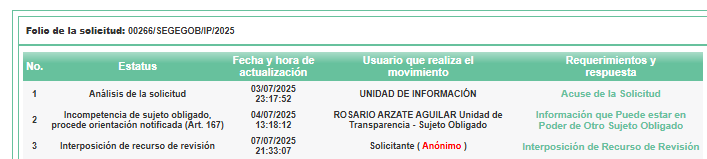 Folio de la solicitud: 00266/SEGEGOB/IP/2025
No. Estatus Fecha y hora de actualización Usuario que realiza el movimiento Requerimientos y respuesta
1 Análisis de la solicitud 03/07/2025 23:17:52 UNIDAD DE INFORMACIÓN Acuse de la Solicitud
2 Incompetencia de sujeto obligado, procede orientación notificada (Art. 167) 04/07/2025 13:18:12 ROSARIO ARZATE AGUILAR Unidad de Transparencia - Sujeto Obligado Información que Puede estar en Poder de Otro Sujeto Obligado
3 Interposición de recurso de revisión 07/07/2025 21:33:07 Solicitante ( Anónimo ) Interposición de Recurso de Revisión